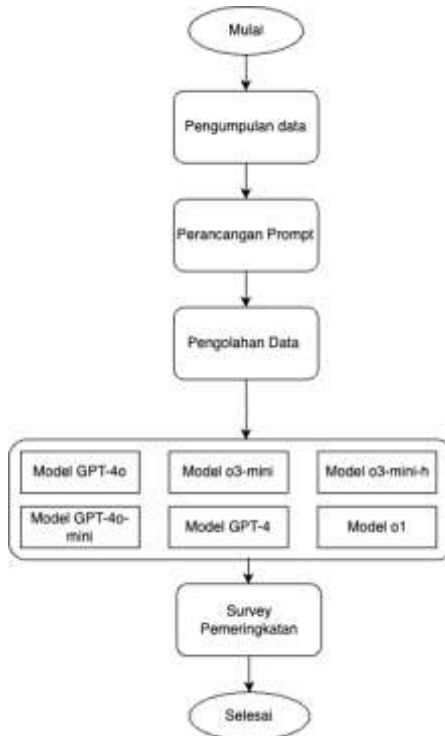 Mulai
Pengumpulan data
Perancangan Prompt
Pengolahan Data
Model GPT-4o
Model o3-mini
Model o3-mini-h
Model GPT-4o-
mini
Model GPT-4
Model o1
Survey
Pemeringkatan
Selesai